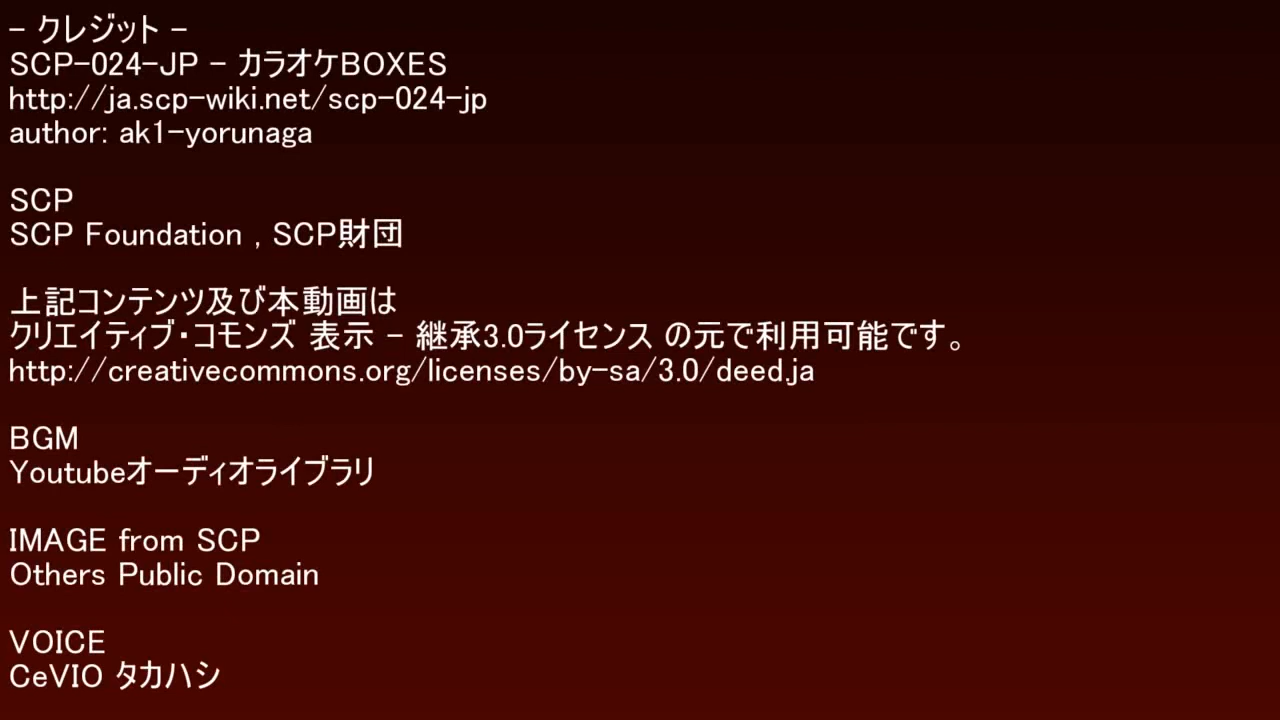 - クレジット -
SCP-024-JP - カラオケBOXES
http://ja.scp-wiki.net/scp-024-jp
author: ak1-yorunaga
SCP
SCP Foundation , SCP財団
上記コンテンツ及び本動画は
クリエイティブ・コモンズ 表示 - 継承3.0ライセンス の元で利用可能です。
http://creativecommons.org/licenses/by-sa/3.0/deed.ja
BGM
Youtubeオーディオライブラリ
IMAGE from SCP
Others Public Domain
VOICE
CeVIO タカハシ